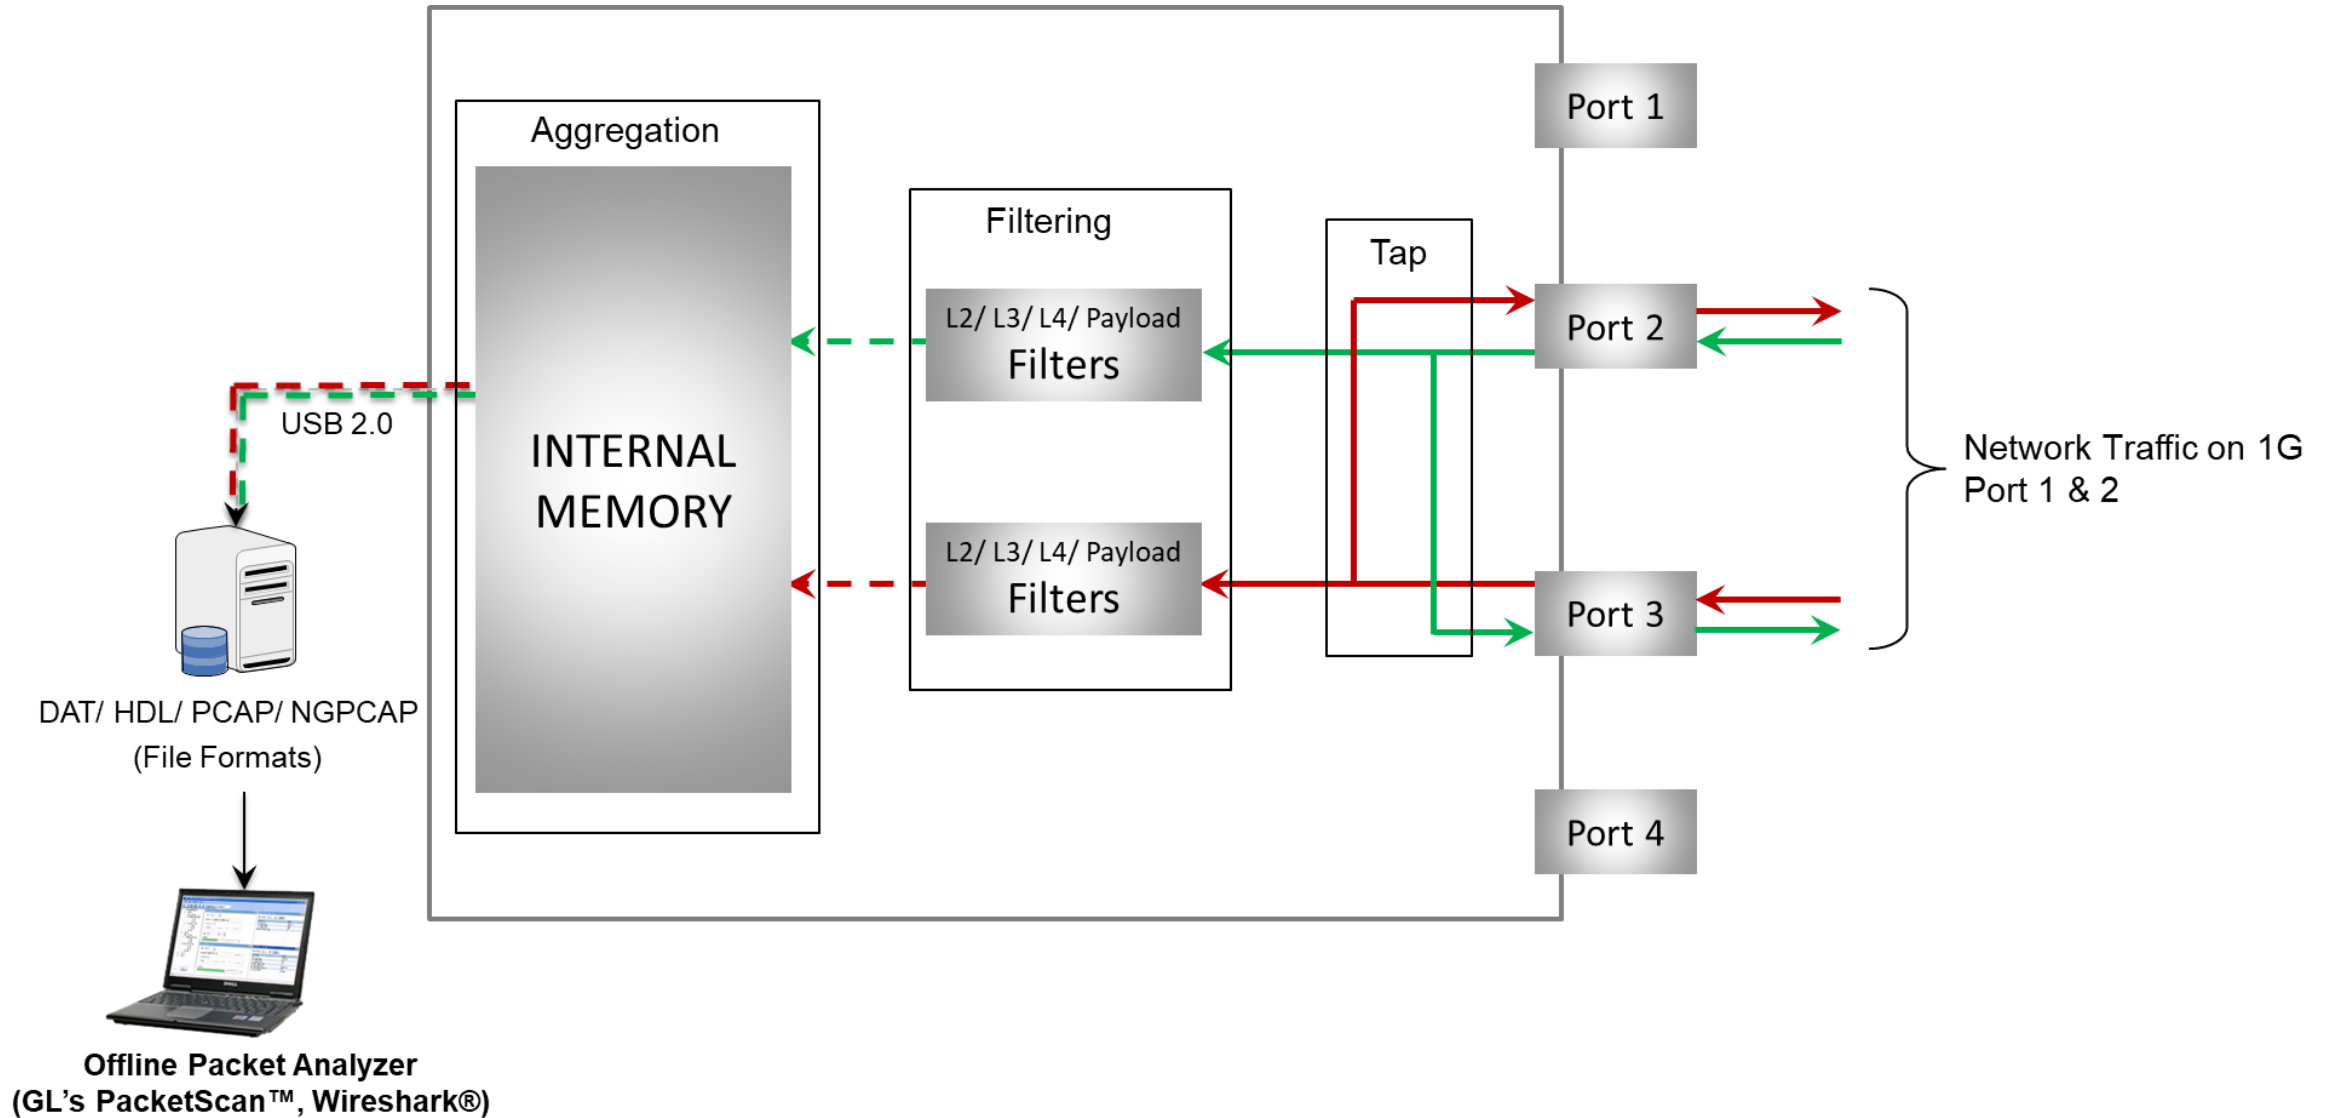 Aggregation
INTERNAL
MEMORY
Filtering
L2/ L3/ L4/ Payload
Filters
L2/ L3/ L4/ Payload
Filters
Tap
Port 1
Port 2
Port 3
Port 4
Network Traffic on 1G
Port 1 & 2
USB 2.0
DAT/ HDL/ PCAP/ NGPCAP
(File Formats)
Offline Packet Analyzer
(GL’s PacketScan™, Wireshark®)